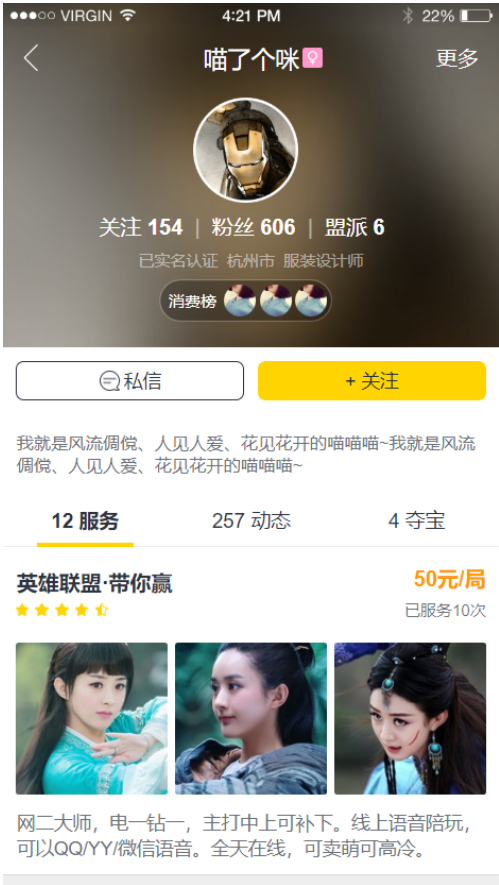 VIRGIN 4:21 PM 22%
喵了个咪 更多
关注 154 | 粉丝 606 | 盟派 6
已实名认证 杭州市 服装设计师
消费榜
私信 + 关注
我就是风流倜傥、人见人爱、花见花开的喵喵喵~我就是风流
倜傥、人见人爱、花见花开的喵喵喵~
12 服务 257 动态 4 夺宝
英雄联盟·带你赢 50元/局
已服务10次
网二大师，电一钻一，主打中上可补下。线上语音陪玩，
可以QQ/YY/微信语音。全天在线，可卖萌可高冷。